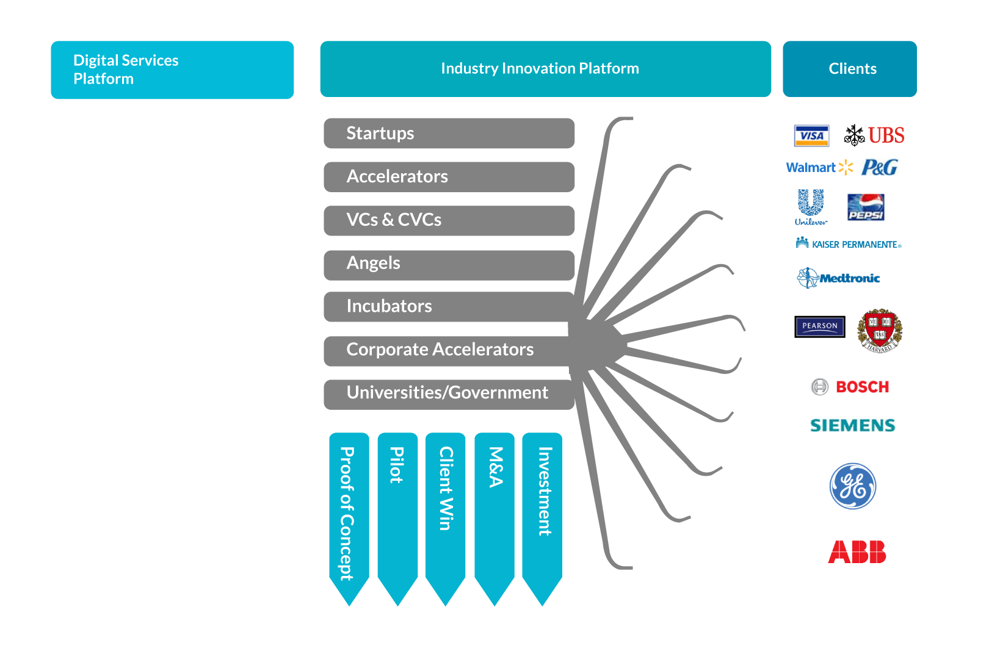 Digital Services
Platform
Industry Innovation Platform
Clients
Startups
Accelerators
VCs & CVCs
Angels
Incubators
Corporate Accelerators
Universities/Government
Proof of Concept
Pilot
Client Win
M&A
Investment
VISA
UBS
Walmart
P&G
Unilever
PEPSI
KAISER PERMANENTE®
Medtronic
PEARSON
VE RI
TAS
HARVARD
BOSCH
SIEMENS
GE
ABB